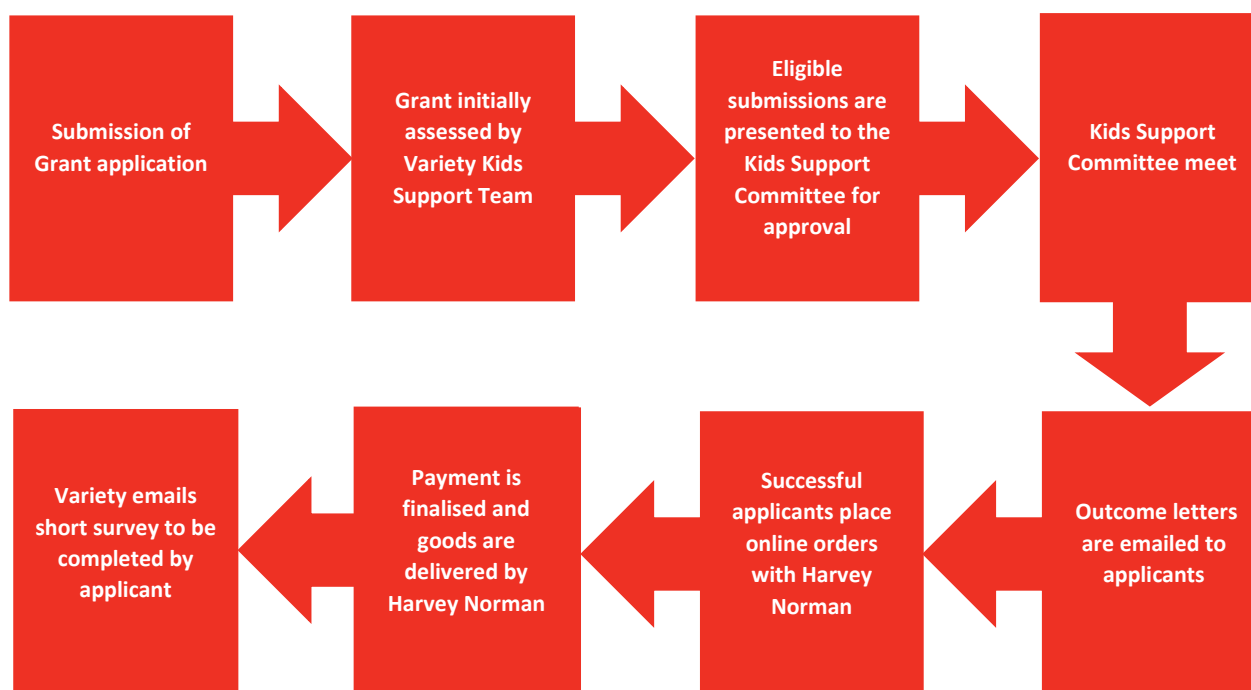 Submission of
Grant application
Grant initially
assessed by
Variety Kids
Support Team
Eligible
submissions are
presented to the
Kids Support
Committee for
approval
Kids Support
Committee meet
Outcome letters
are emailed to
applicants
Successful
applicants place
online orders
with Harvey
Norman
Payment is
finalised and
goods are
delivered by
Harvey Norman
Variety emails
short survey to be
completed by
applicant